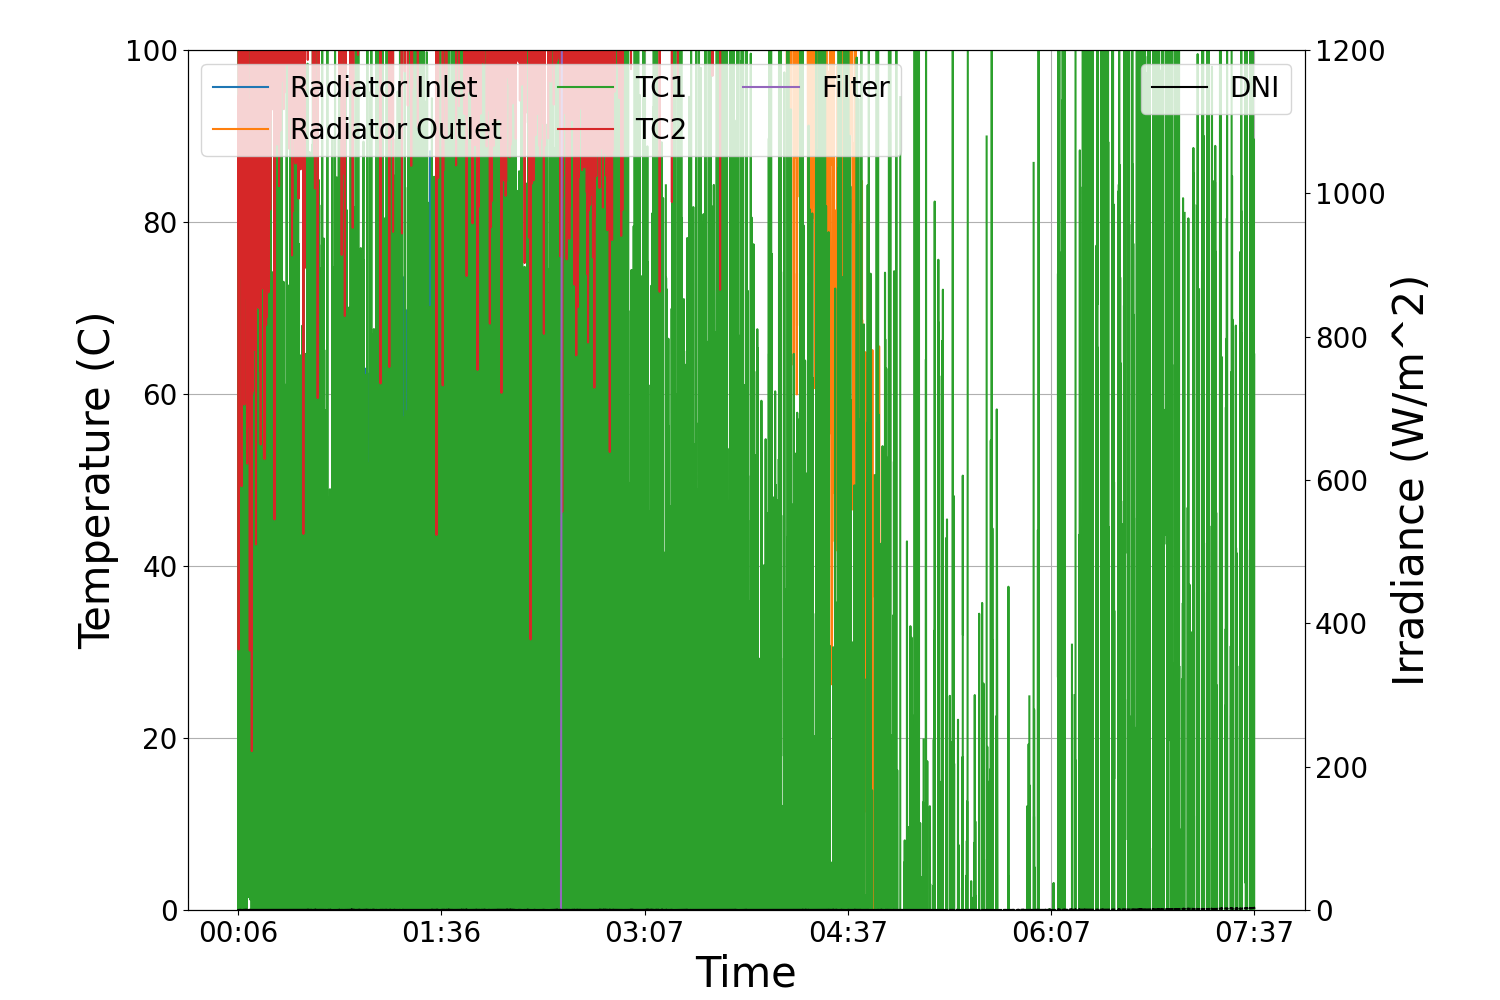 100
80
60
40
20
0
Temperature (C)
Radiator Inlet
Radiator Outlet
TC1
TC2
Filter
DNI
1200
1000
800
600
400
200
0
Irradiance (W/m^2)
00:06
01:36
03:07
04:37
06:07
07:37
Time